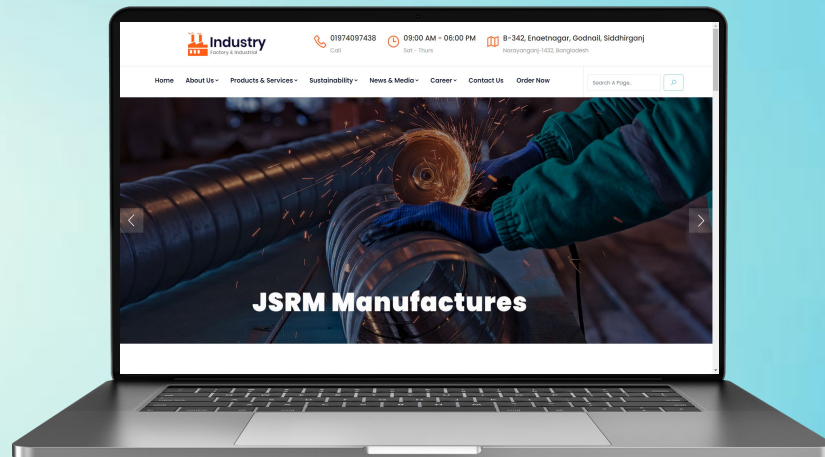 Industry
Factory & Industrial
01974097438
Call
09:00 AM - 06:00 PM
Sat - Thurs
B-342, Enaetnagar, Godnail, Siddhirganj
Narayanganj-1432, Bangladesh
Home About Us Products & Services Sustainability News & Media Career Contact Us Order Now
Search A Page..
JSRM Manufactures